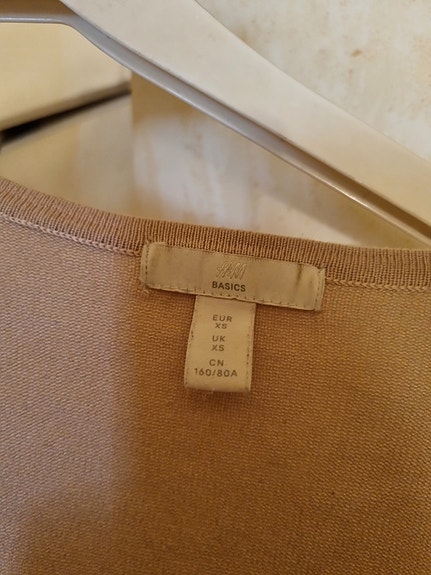 H&M
BASICS
EUR
XS
UK
XS
CN
160/80A